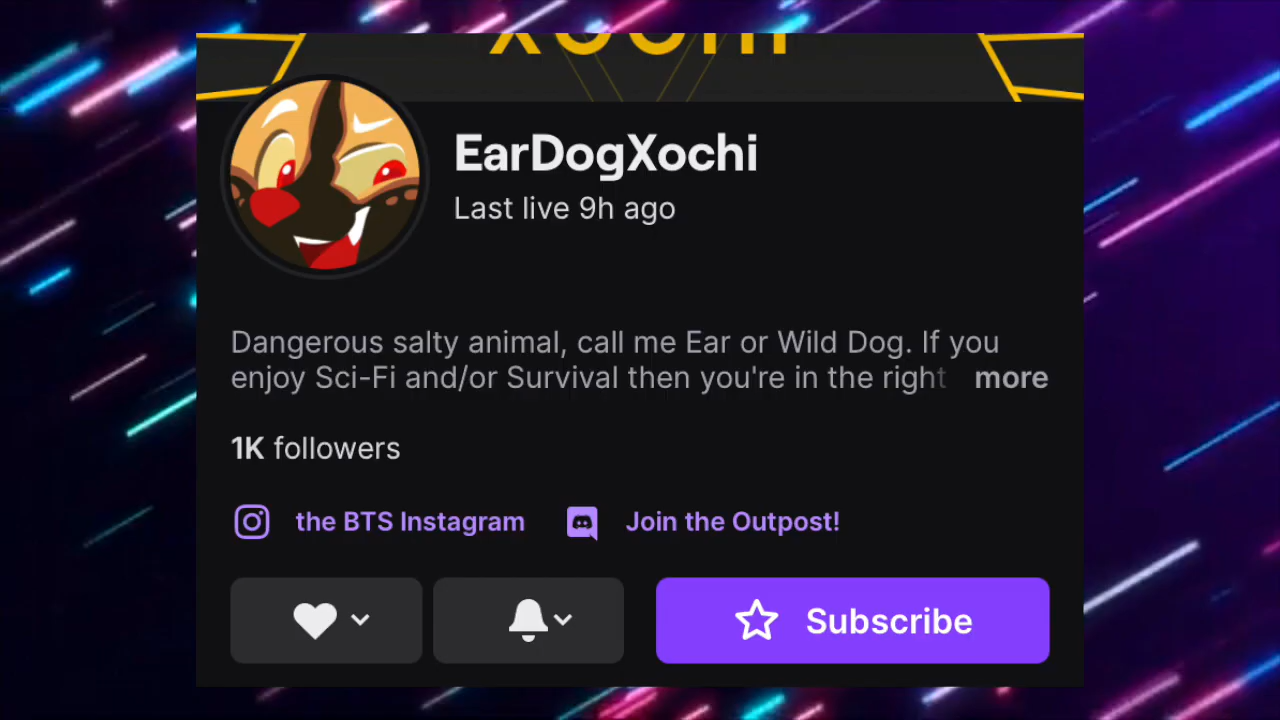 XOCHI
EarDogXochi
Last live 9h ago
Dangerous salty animal, call me Ear or Wild Dog. If you
enjoy Sci-Fi and/or Survival then you're in the right more
1K followers
the BTS Instagram Join the Outpost!
Subscribe